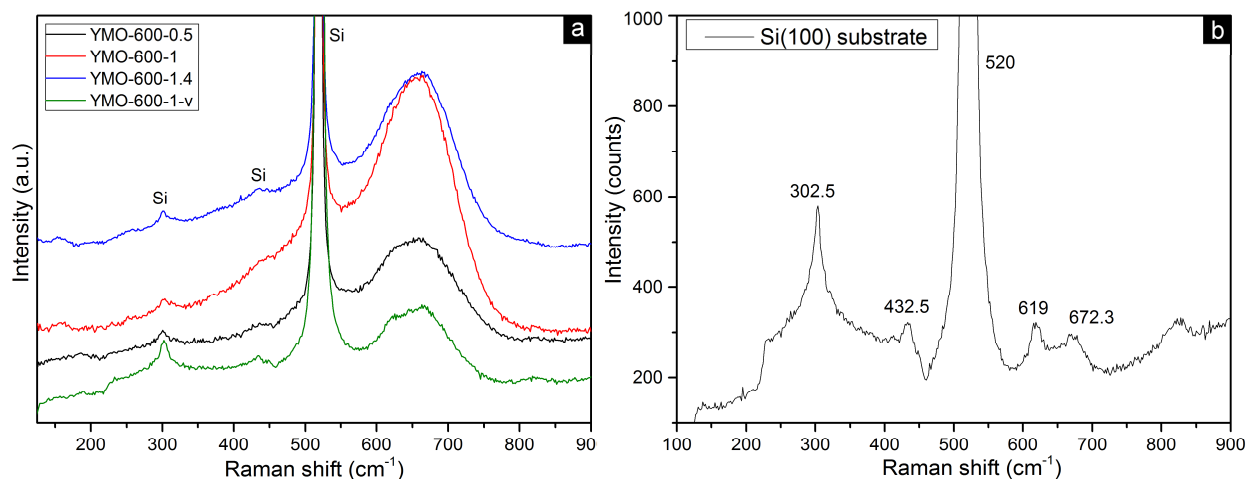 YMO-600-0.5
YMO-600-1
YMO-600-1.4
YMO-600-1-v
Si
a
Si
Si
Intensity (a.u.)
200 300 400 500 600 700 800 90
Raman shift (cm⁻¹)
Si(100) substrate
b
1000
800
600
400
200
Intensity (counts)
520
302.5
432.5
619
672.3
100 200 300 400 500 600 700 800 900
Raman shift (cm⁻¹)